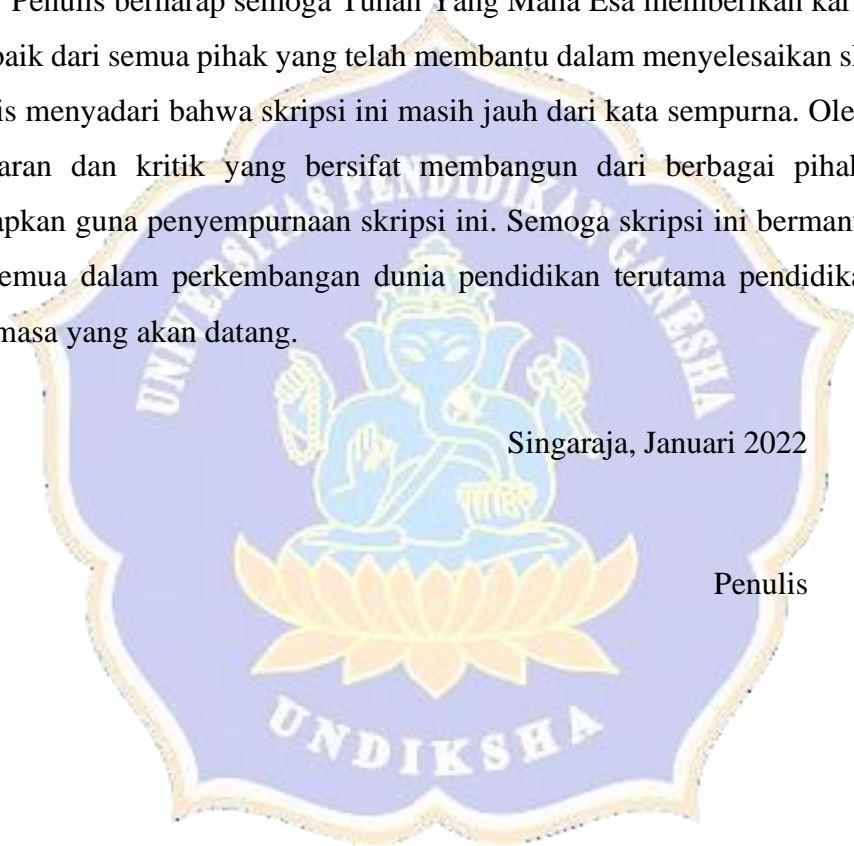 Penulis berharap semoga Tuhan Yang Maha Esa memberikan kar
baik dari semua pihak yang telah membantu dalam menyelesaikan s
is menyadari bahwa skripsi ini masih jauh dari kata sempurna. Ole
aran dan kritik yang bersifat membangun dari berbagai piha
apkan guna penyempurnaan skripsi ini. Semoga skripsi ini berman
emua dalam perkembangan dunia pendidikan terutama pendidika
masa yang akan datang.
UNIVERSITAS PENDIDIKAN GANESHA
Singaraja, Januari 2022
Penulis
UNDIKSHA